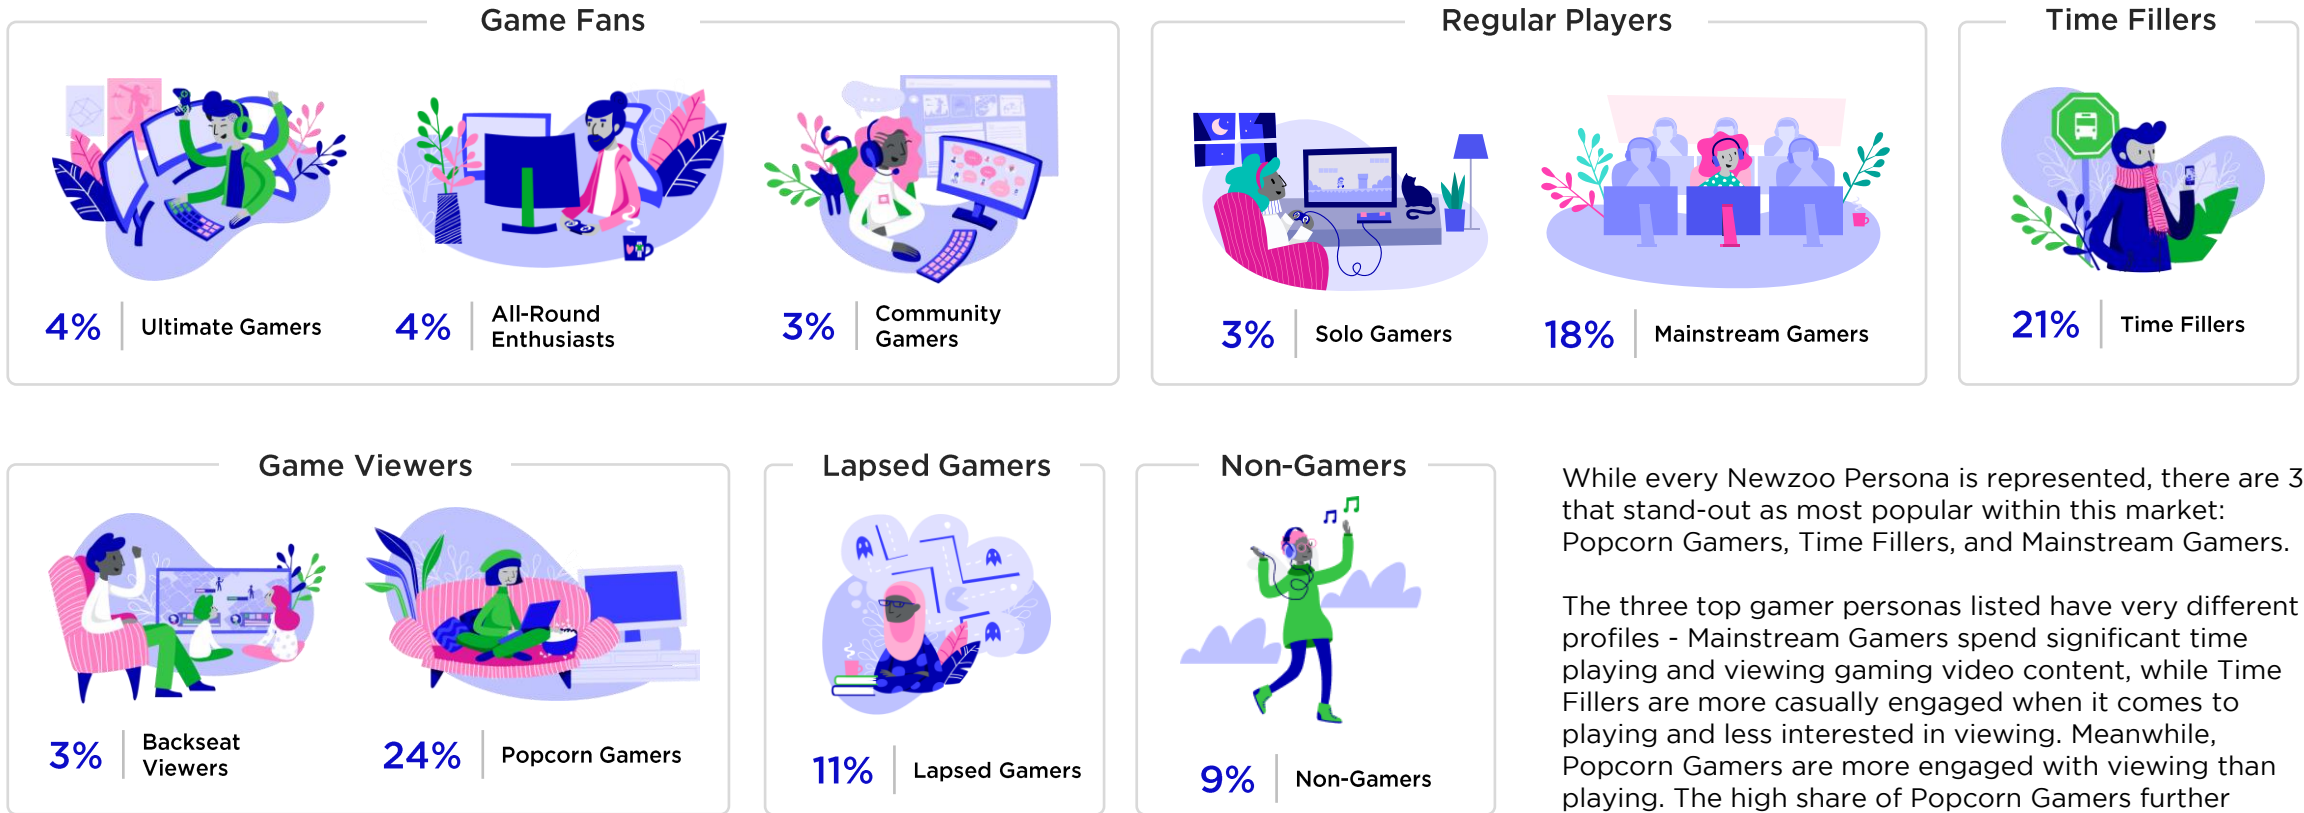 Game Fans
Regular Players
Time Fillers
4%
Ultimate Gamers
4%
All-Round
Enthusiasts
3%
Community
Gamers
3%
Solo Gamers
18%
Mainstream Gamers
21%
Time Fillers
Game Viewers
Lapsed Gamers
Non-Gamers
3%
Backseat
Viewers
24%
Popcorn Gamers
11%
Lapsed Gamers
9%
Non-Gamers
While every Newzoo Persona is represented, there are 3
that stand-out as most popular within this market:
Popcorn Gamers, Time Fillers, and Mainstream Gamers.
The three top gamer personas listed have very different
profiles - Mainstream Gamers spend significant time
playing and viewing gaming video content, while Time
Fillers are more casually engaged when it comes to
playing and less interested in viewing. Meanwhile,
Popcorn Gamers are more engaged with viewing than
playing. The high share of Popcorn Gamers further